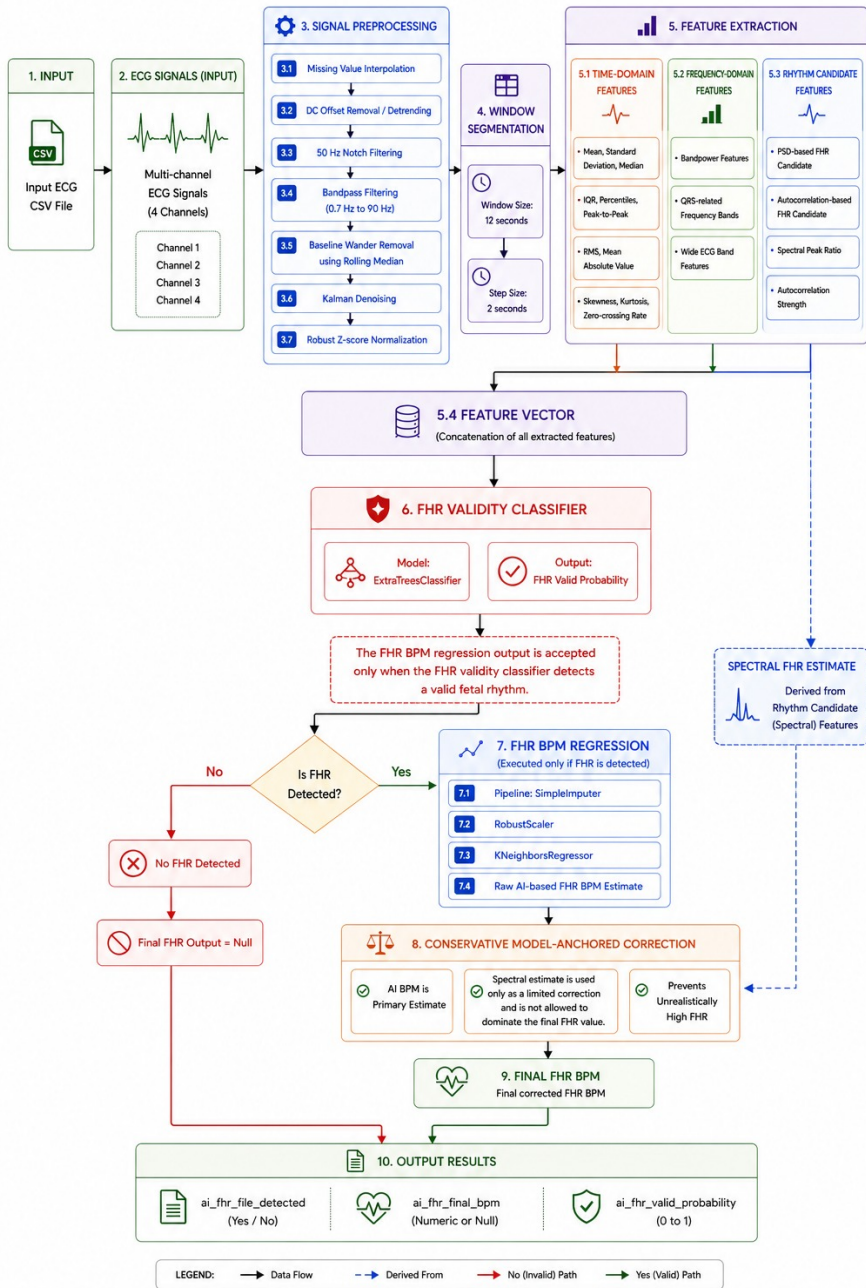 1. INPUT
CSV
Input ECG
CSV File
2. ECG SIGNALS (INPUT)
Multi-channel
ECG Signals
(4 Channels)
Channel 1
Channel 2
Channel 3
Channel 4
3. SIGNAL PREPROCESSING
3.1 Missing Value Interpolation
3.2 DC Offset Removal / Detrending
3.3 50 Hz Notch Filtering
3.4 Bandpass Filtering
(0.7 Hz to 90 Hz)
3.5 Baseline Wander Removal
using Rolling Median
3.6 Kalman Denoising
3.7 Robust Z-score Normalization
4. WINDOW
SEGMENTATION
Window Size:
12 seconds
Step Size:
2 seconds
5. FEATURE EXTRACTION
5.1 TIME-DOMAIN
FEATURES
• Mean, Standard
Deviation, Median
• IQR, Percentiles,
Peak-to-Peak
• RMS, Mean
Absolute Value
• Skewness, Kurtosis,
Zero-crossing Rate
5.2 FREQUENCY-DOMAIN
FEATURES
• Bandpower Features
• QRS-related
Frequency Bands
• Wide ECG Band
Features
5.3 RHYTHM CANDIDATE
FEATURES
• PSD-based FHR
Candidate
• Autocorrelation-based
FHR Candidate
• Spectral Peak Ratio
• Autocorrelation
Strength
5.4 FEATURE VECTOR
(Concatenation of all extracted features)
6. FHR VALIDITY CLASSIFIER
Model:
ExtraTreesClassifier
Output:
FHR Valid Probability
The FHR BPM regression output is accepted
only when the FHR validity classifier detects
a valid fetal rhythm.
SPECTRAL FHR ESTIMATE
Derived from
Rhythm Candidate
(Spectral) Features
Is FHR
Detected?
No
Yes
No FHR Detected
Final FHR Output = Null
7. FHR BPM REGRESSION
(Executed only if FHR is detected)
7.1 Pipeline: SimpleImputer
7.2 RobustScaler
7.3 KNeighborsRegressor
7.4 Raw AI-based FHR BPM Estimate
8. CONSERVATIVE MODEL-ANCHORED CORRECTION
AI BPM is
Primary Estimate
Spectral estimate is used
only as a limited correction
and is not allowed to
dominate the final FHR value.
Prevents
Unrealistically
High FHR
9. FINAL FHR BPM
Final corrected FHR BPM
10. OUTPUT RESULTS
ai_fhr_file_detected
(Yes / No)
ai_fhr_final_bpm
(Numeric or Null)
ai_fhr_valid_probability
(0 to 1)
LEGEND: Data Flow Derived From No (Invalid) Path Yes (Valid) Path